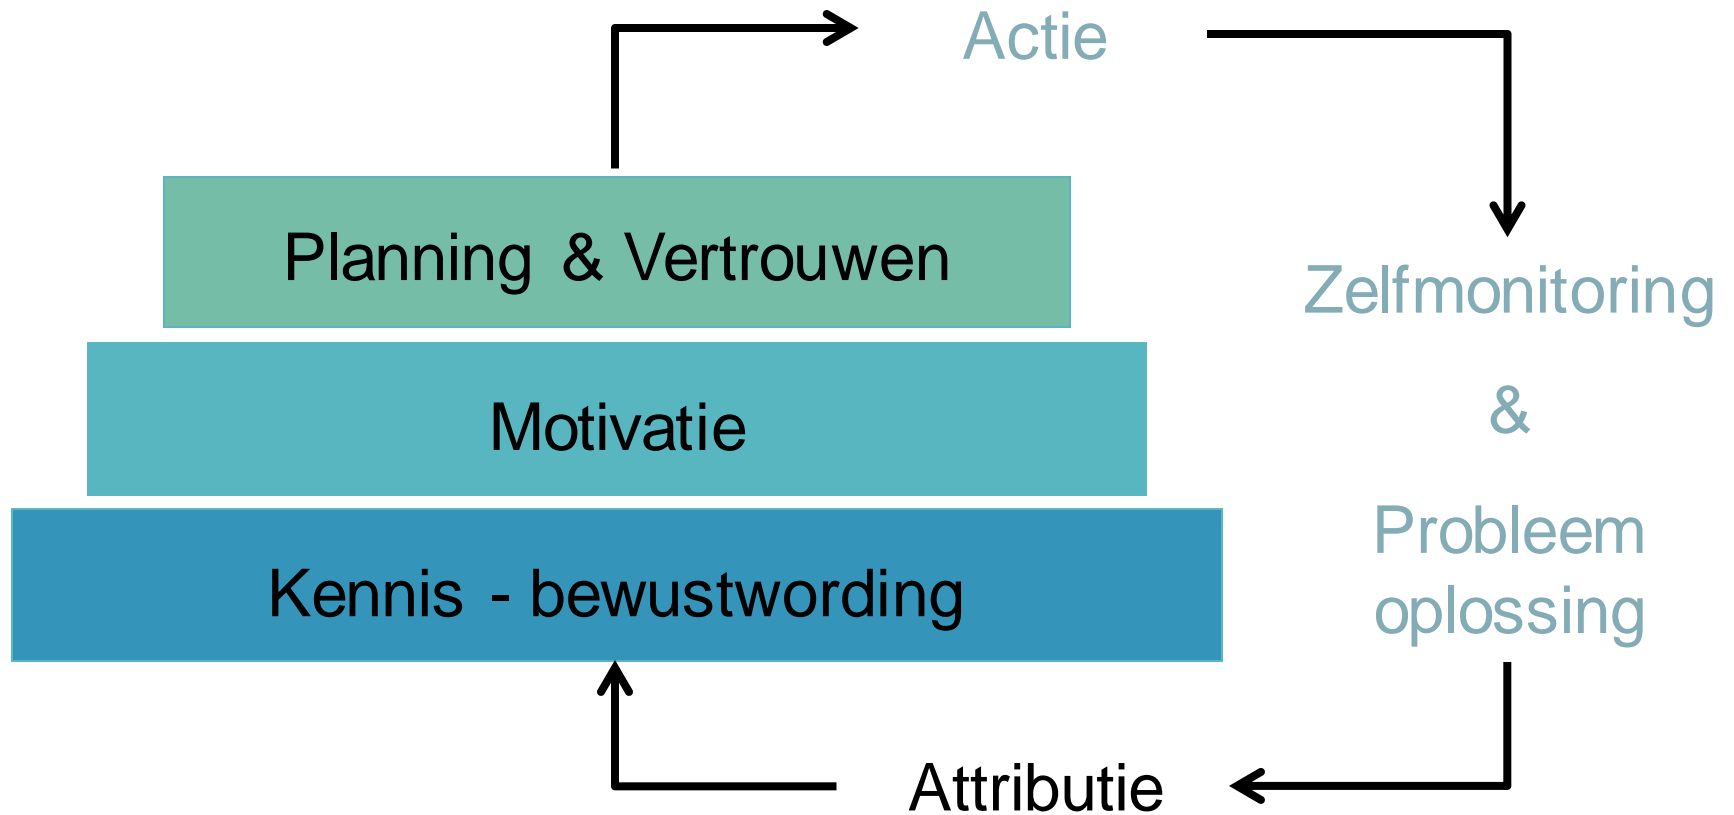 Actie
Planning & Vertrouwen
Zelfmonitoring
&
Motivatie
Probleem
oplossing
Kennis - bewustwording
Attributie